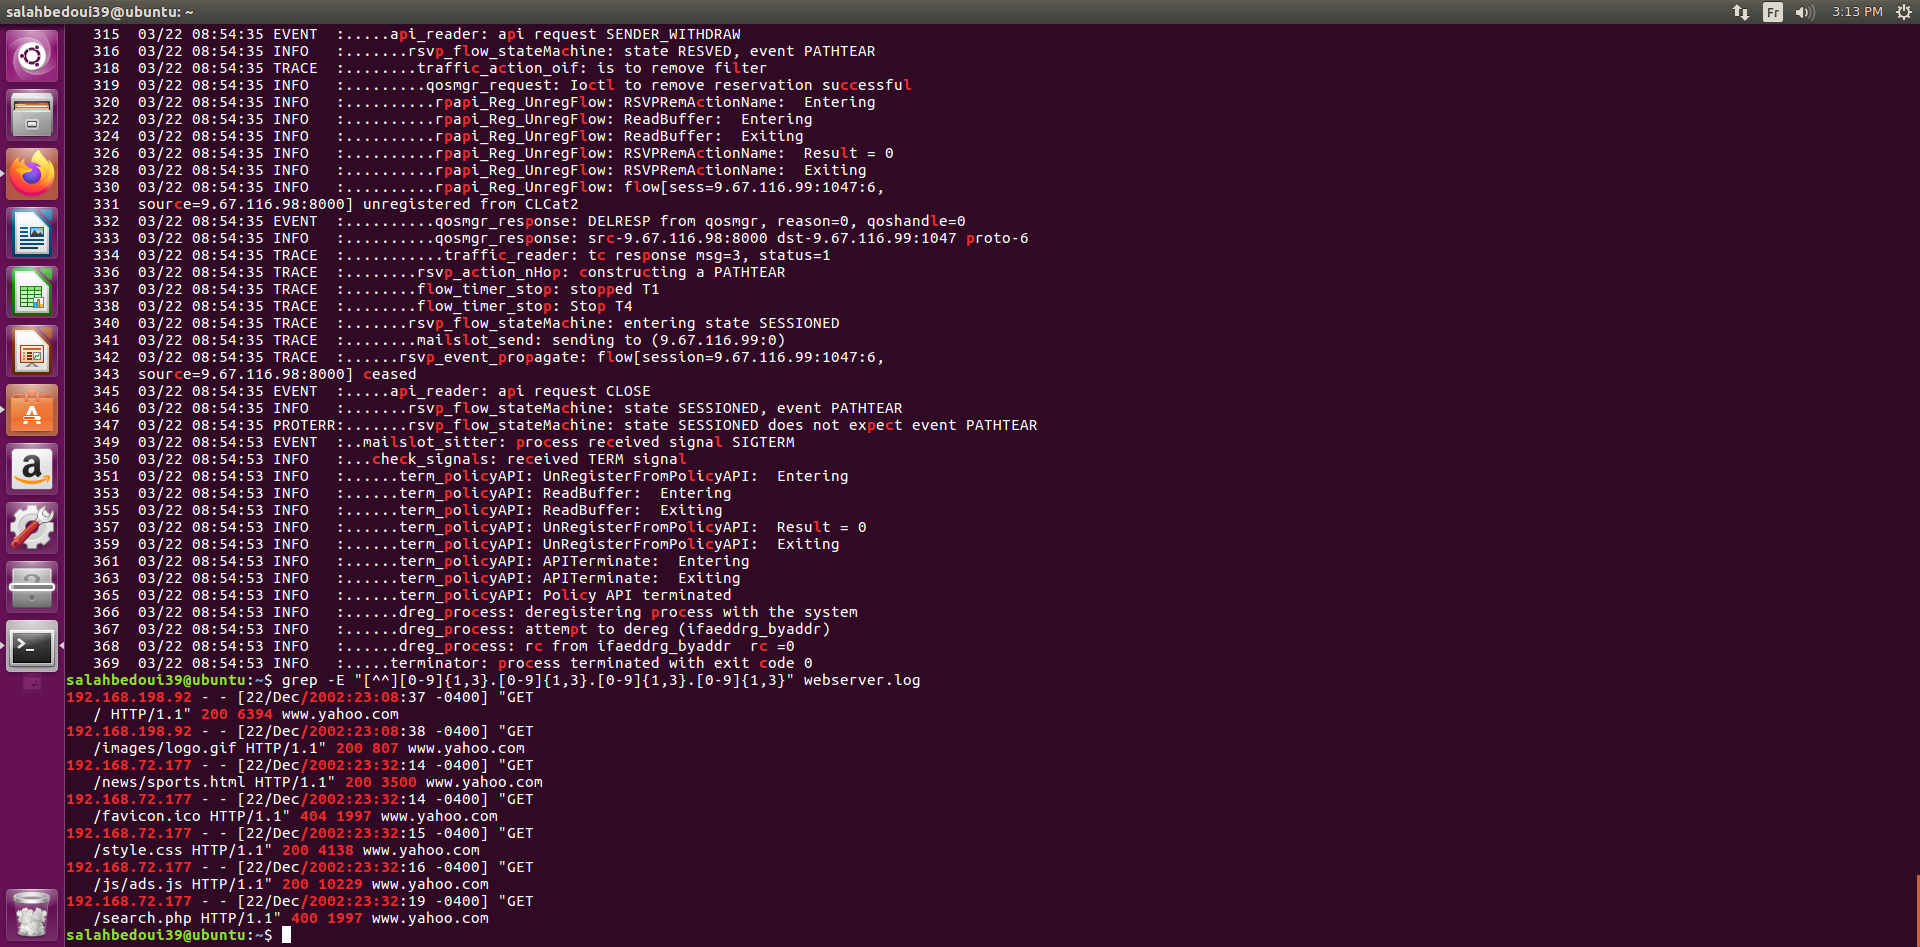 salahbedoui39@ubuntu: ~
Fr
3:13 PM
315  03/22 08:54:35 EVENT  :.....api_reader: api request SENDER_WITHDRAW
316  03/22 08:54:35 INFO   :.......rsvp_flow_stateMachine: state RESVED, event PATHTEAR
318  03/22 08:54:35 TRACE  :........traffic_action_oif: is to remove filter
319  03/22 08:54:35 INFO   :.........qosmgr_request: Ioctl to remove reservation successful
320  03/22 08:54:35 INFO   :..........rpapi_Reg_UnregFlow: RSVPRemActionName:  Entering
322  03/22 08:54:35 INFO   :..........rpapi_Reg_UnregFlow: ReadBuffer:  Entering
324  03/22 08:54:35 INFO   :..........rpapi_Reg_UnregFlow: ReadBuffer:  Exiting
326  03/22 08:54:35 INFO   :..........rpapi_Reg_UnregFlow: RSVPRemActionName:  Result = 0
328  03/22 08:54:35 INFO   :..........rpapi_Reg_UnregFlow: RSVPRemActionName:  Exiting
330  03/22 08:54:35 INFO   :..........rpapi_Reg_UnregFlow: flow[sess=9.67.116.99:1047:6,
331  source=9.67.116.98:8000] unregistered from CLCat2
332  03/22 08:54:35 EVENT  :..........qosmgr_response: DELRESP from qosmgr, reason=0, qoshandle=0
333  03/22 08:54:35 INFO   :..........qosmgr_response: src-9.67.116.98:8000 dst-9.67.116.99:1047 proto-6
334  03/22 08:54:35 TRACE  :...........traffic_reader: tc response msg=3, status=1
336  03/22 08:54:35 TRACE  :........rsvp_action_nHop: constructing a PATHTEAR
337  03/22 08:54:35 TRACE  :........flow_timer_stop: stopped T1
338  03/22 08:54:35 TRACE  :........flow_timer_stop: Stop T4
340  03/22 08:54:35 TRACE  :.......rsvp_flow_stateMachine: entering state SESSIONED
341  03/22 08:54:35 TRACE  :........mailslot_send: sending to (9.67.116.99:0)
342  03/22 08:54:35 TRACE  :......rsvp_event_propagate: flow[session=9.67.116.99:1047:6,
343  source=9.67.116.98:8000] ceased
345  03/22 08:54:35 EVENT  :.....api_reader: api request CLOSE
346  03/22 08:54:35 INFO   :.......rsvp_flow_stateMachine: state SESSIONED, event PATHTEAR
347  03/22 08:54:35 PROTERR:.......rsvp_flow_stateMachine: state SESSIONED does not expect event PATHTEAR
349  03/22 08:54:53 EVENT  :..mailslot_sitter: process received signal SIGTERM
350  03/22 08:54:53 INFO   :...check_signals: received TERM signal
351  03/22 08:54:53 INFO   :......term_policyAPI: UnRegisterFromPolicyAPI:  Entering
353  03/22 08:54:53 INFO   :......term_policyAPI: ReadBuffer:  Entering
355  03/22 08:54:53 INFO   :......term_policyAPI: ReadBuffer:  Exiting
357  03/22 08:54:53 INFO   :......term_policyAPI: UnRegisterFromPolicyAPI:  Result = 0
359  03/22 08:54:53 INFO   :......term_policyAPI: UnRegisterFromPolicyAPI:  Exiting
361  03/22 08:54:53 INFO   :......term_policyAPI: APITerminate:  Entering
363  03/22 08:54:53 INFO   :......term_policyAPI: APITerminate:  Exiting
365  03/22 08:54:53 INFO   :......term_policyAPI: Policy API terminated
366  03/22 08:54:53 INFO   :......dreg_process: deregistering process with the system
367  03/22 08:54:53 INFO   :......dreg_process: attempt to dereg (ifaeddrg_byaddr)
368  03/22 08:54:53 INFO   :......dreg_process: rc from ifaeddrg_byaddr  rc =0
369  03/22 08:54:53 INFO   :.....terminator: process terminated with exit code 0
salahbedoui39@ubuntu:~$ grep -E "[^^][0-9]{1,3}.[0-9]{1,3}.[0-9]{1,3}.[0-9]{1,3}" webserver.log
192.168.198.92 - - [22/Dec/2002:23:08:37 -0400] "GET
/ HTTP/1.1" 200 6394 www.yahoo.com
192.168.198.92 - - [22/Dec/2002:23:08:38 -0400] "GET
/images/logo.gif HTTP/1.1" 200 807 www.yahoo.com
192.168.72.177 - - [22/Dec/2002:23:32:14 -0400] "GET
/news/sports.html HTTP/1.1" 200 3500 www.yahoo.com
192.168.72.177 - - [22/Dec/2002:23:32:14 -0400] "GET
/favicon.ico HTTP/1.1" 404 1997 www.yahoo.com
192.168.72.177 - - [22/Dec/2002:23:32:15 -0400] "GET
/style.css HTTP/1.1" 200 4138 www.yahoo.com
192.168.72.177 - - [22/Dec/2002:23:32:16 -0400] "GET
/js/ads.js HTTP/1.1" 200 10229 www.yahoo.com
192.168.72.177 - - [22/Dec/2002:23:32:19 -0400] "GET
/search.php HTTP/1.1" 400 1997 www.yahoo.com
salahbedoui39@ubuntu:~$